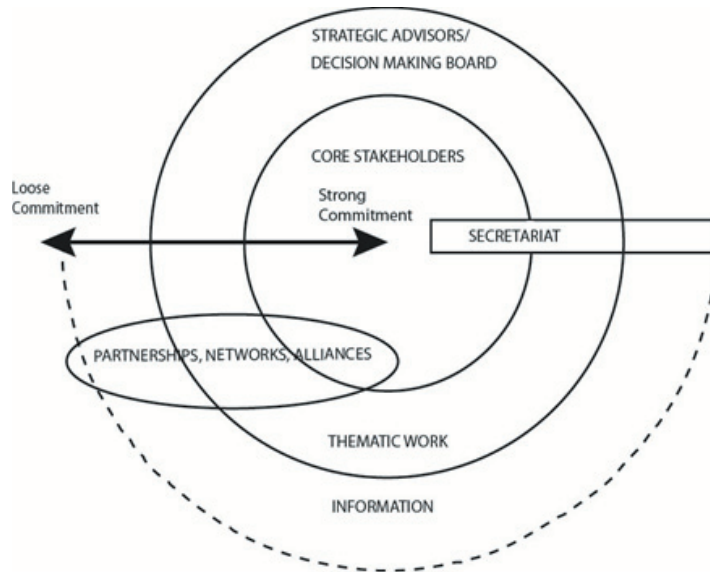 STRATEGIC ADVISORS/
DECISION MAKING BOARD
CORE STAKEHOLDERS
Loose
Commitment
Strong
Commitment
SECRETARIAT
PARTNERSHIPS, NETWORKS, ALLIANCES
THEMATIC WORK
INFORMATION